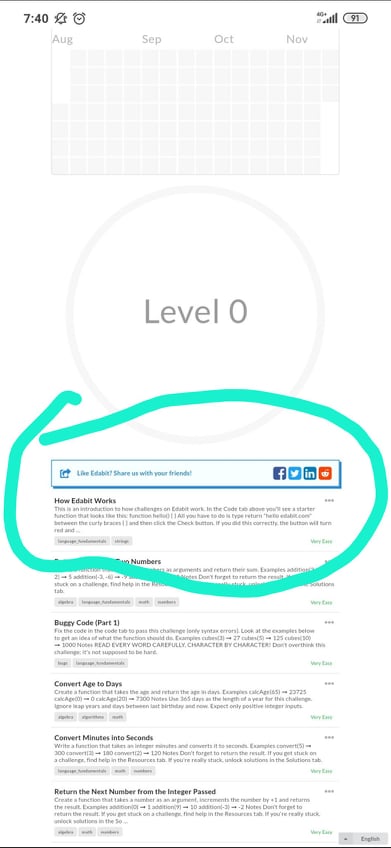 7:40
4G+
91
Aug Sep Oct Nov
Level 0
Like Edabit? Share us with your friends!
How Edabit Works
This is an introduction to how challenges on Edabit work. In the Code tab above you'll see a starter
function that looks like this: function hello() { } All you have to do is type return "hello edabit.com"
between the curly braces { } and then click the Check button. If you did this correctly, the button will turn
red and ...
language_fundamentals strings
Very Easy
Two Numbers
as arguments and return their sum. Examples
2) → 5 addition(-3, -6) → -9
Notes Don't forget to return the result.
stuck on a challenge, find help in the
Solutions
tab.
algebra language_fundamentals math numbers
Very Easy
Buggy Code (Part 1)
Fix the code in the code tab to pass this challenge (only syntax errors). Look at the examples below
to get an idea of what the function should do. Examples cubes(3) → 27 cubes(5) → 125 cubes(10)
→ 1000 Notes READ EVERY WORD CAREFULLY, CHARACTER BY CHARACTER! Don't overthink this
challenge; it's not supposed to be hard.
bugs language_fundamentals
Very Easy
Convert Age to Days
Create a function that takes the age and return the age in days. Examples calcAge(65) → 23725
calcAge(0) → 0 calcAge(20) → 7300 Notes Use 365 days as the length of a year for this challenge.
Ignore leap years and days between last birthday and now. Expect only positive integer inputs.
algebra algorithms math
Very Easy
Convert Minutes into Seconds
Write a function that takes an integer minutes and converts it to seconds. Examples convert(5) →
300 convert(3) → 180 convert(2) → 120 Notes Don't forget to return the result. If you get stuck on
a challenge, find help in the Resources tab. If you're really stuck, unlock solutions in the Solutions tab.
language_fundamentals math numbers
Very Easy
Return the Next Number from the Integer Passed
Create a function that takes a number as an argument, increments the number by +1 and returns
the result. Examples addition(0) → 1 addition(9) → 10 addition(-3) → -2 Notes Don't forget to
return the result. If you get stuck on a challenge, find help in the Resources tab. If you're really stuck,
unlock solutions in the So ...
algebra math numbers
Very Easy
English